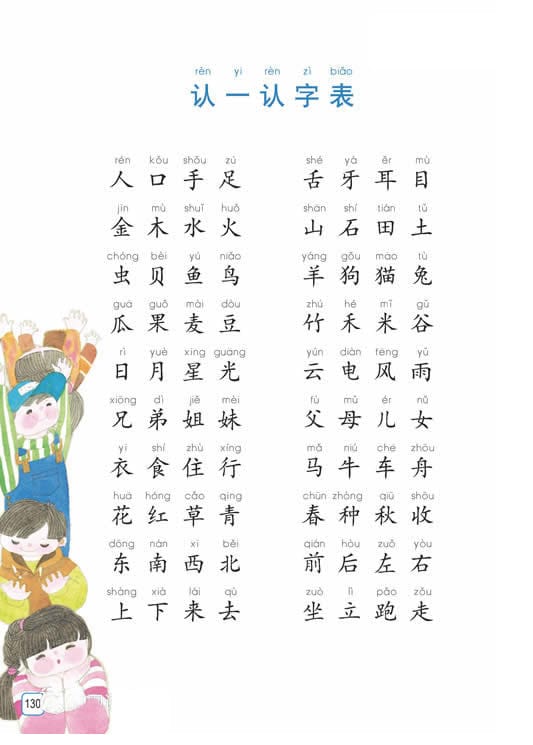 rèn yi rèn zì biǎo
认一认字表
rén kǒu shǒu zú shé yá ěr mù
人口手足 舌牙耳目
jīn mù shuǐ huǒ shān shí tián tǔ
金木水火 山石田土
chóng bèi yú niǎo yáng gǒu māo tù
虫贝鱼鸟 羊狗猫兔
guā guǒ mài dòu zhú hé mǐ gǔ
瓜果麦豆 竹禾米谷
rì yuè xīng guāng yún diàn fēng yǔ
日月星光 云电风雨
xiōng dì jiě mèi fù mǔ ér nǚ
兄弟姐妹 父母儿女
yī shí zhù xíng mǎ niú chē zhōu
衣食住行 马牛车舟
huā hóng cǎo qīng chūn zhòng qiū shōu
花红草青 春种秋收
dōng nán xī běi qián hòu zuǒ yòu
东南西北 前后左右
shàng xià lái qù zuò lì pǎo zǒu
上下来去 坐立跑走
130